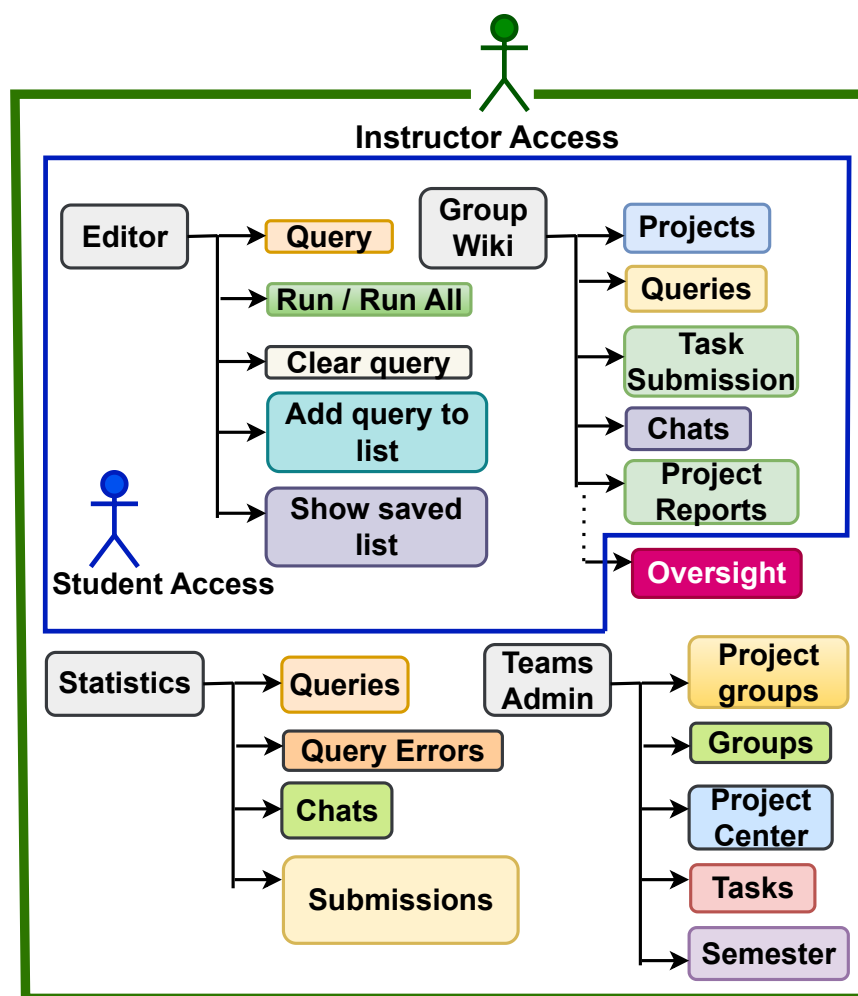 Instructor Access
Editor
Query
Run / Run All
Clear query
Add query to
list
Show saved
list
Student Access
Group
Wiki
Projects
Queries
Task
Submission
Chats
Project
Reports
Oversight
Statistics
Queries
Query Errors
Chats
Submissions
Teams
Admin
Project
groups
Groups
Project
Center
Tasks
Semester